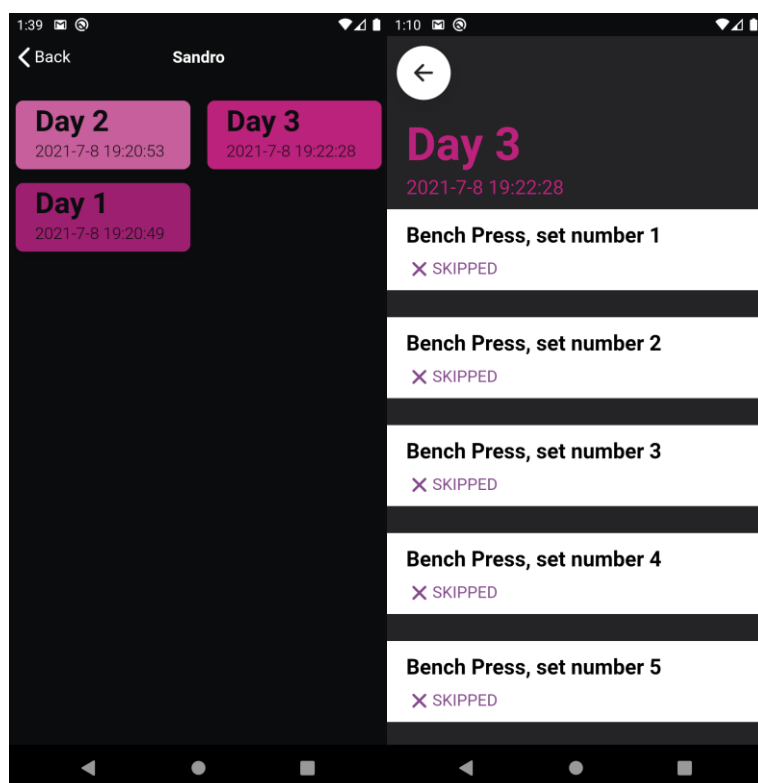 1:39
Back
Sandro
Day 2
2021-7-8 19:20:53
Day 3
2021-7-8 19:22:28
Day 1
2021-7-8 19:20:49
1:10
Day 3
2021-7-8 19:22:28
Bench Press, set number 1
SKIPPED
Bench Press, set number 2
SKIPPED
Bench Press, set number 3
SKIPPED
Bench Press, set number 4
SKIPPED
Bench Press, set number 5
SKIPPED